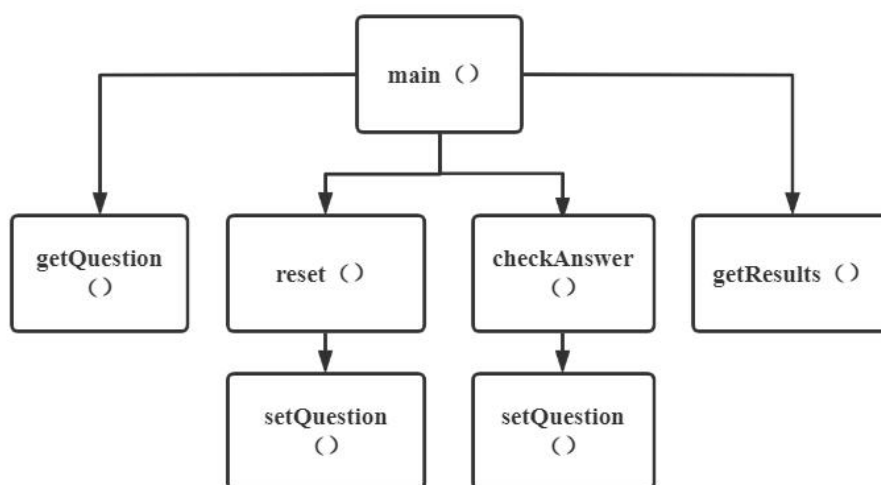 main（）
getQuestion
（）
reset（）
checkAnswer
（）
getResults（）
setQuestion
（）
setQuestion
（）